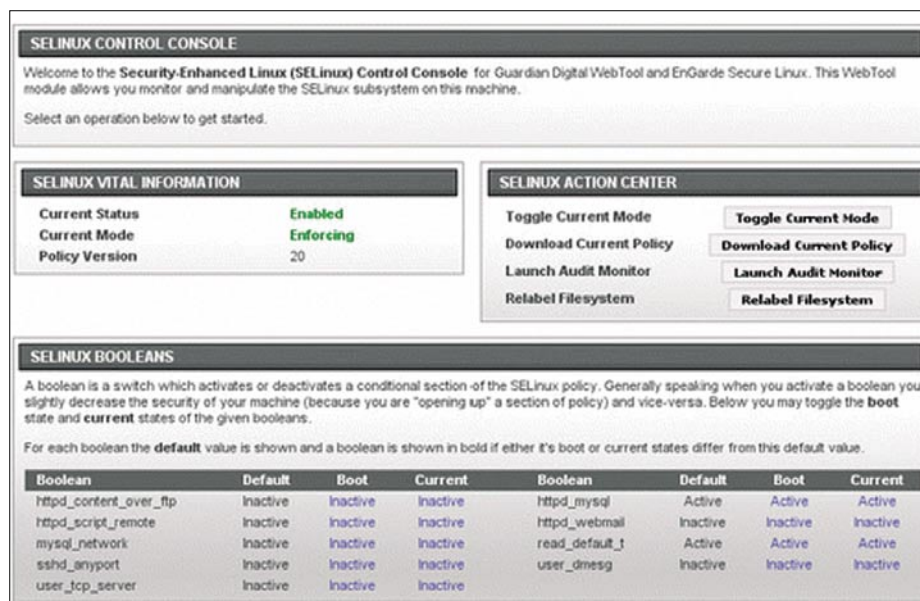 SELINUX CONTROL CONSOLE
Welcome to the Security-Enhanced Linux (SELinux) Control Console for Guardian Digital WebTool and EnGarde Secure Linux. This WebTool
module allows you monitor and manipulate the SELinux subsystem on this machine.
Select an operation below to get started.
SELINUX VITAL INFORMATION
Current Status Enabled
Current Mode Enforcing
Policy Version 20
SELINUX ACTION CENTER
Toggle Current Mode Toggle Current Mode
Download Current Policy Download Current Policy
Launch Audit Monitor Launch Audit Monitor
Relabel Filesystem Relabel Filesystem
SELINUX BOOLEANS
A boolean is a switch which activates or deactivates a conditional section of the SELinux policy. Generally speaking when you activate a boolean you
slightly decrease the security of your machine (because you are "opening up" a section of policy) and vice-versa. Below you may toggle the boot
state and current states of the given booleans.
For each boolean the default value is shown and a boolean is shown in bold if either it's boot or current states differ from this default value.
Boolean Default Boot Current Boolean Default Boot Current
httpd_content_over_ftp Inactive Inactive Inactive httpd_mysql Active Active Active
httpd_script_remote Inactive Inactive Inactive httpd_webmail Inactive Inactive Inactive
mysql_network Inactive Inactive Inactive read_default_t Active Active Active
sshd_anyport Inactive Inactive Inactive user_dmesg Inactive Inactive Inactive
user_tcp_server Inactive Inactive Inactive